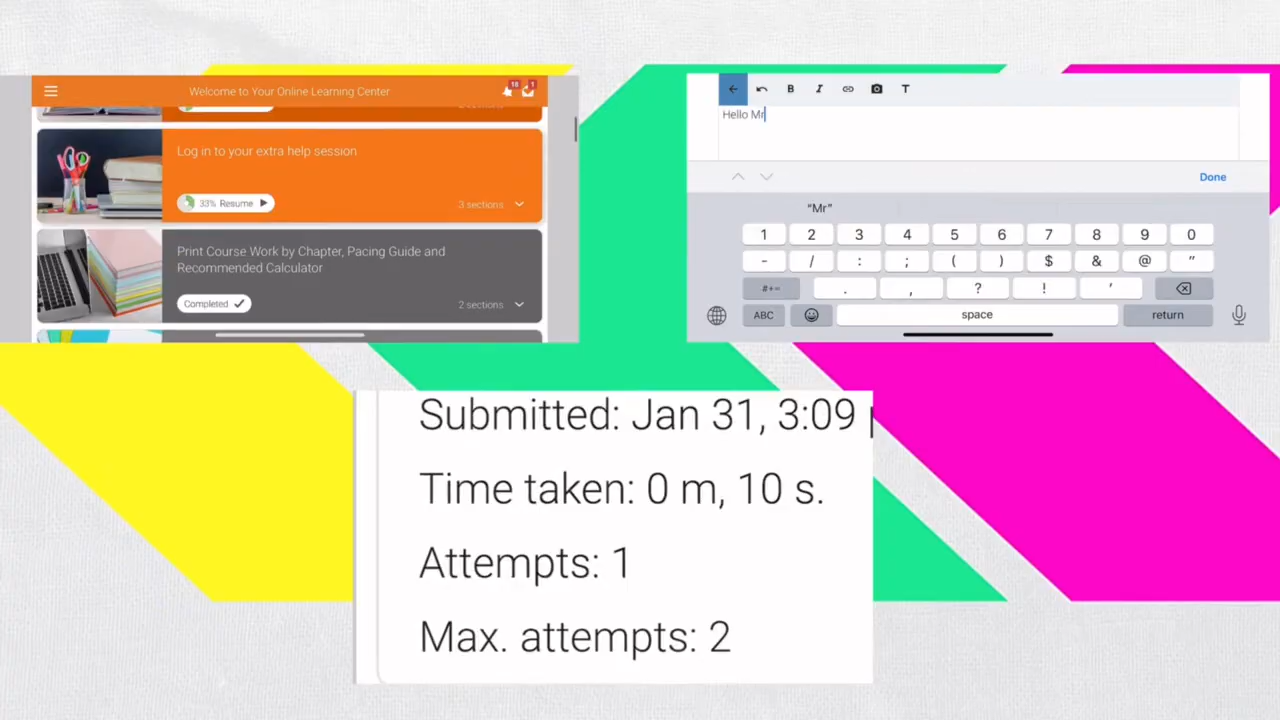 Welcome to Your Online Learning Center
18
1
Log in to your extra help session
33% Resume
3 sections
Print Course Work by Chapter, Pacing Guide and
Recommended Calculator
Completed
2 sections
B I T
Hello Mr
Done
“Mr”
1 2 3 4 5 6 7 8 9 0
- / : ; ( ) $ & @ ”
#+= . , ? ! ’
ABC space return
Submitted: Jan 31, 3:09
Time taken: 0 m, 10 s.
Attempts: 1
Max. attempts: 2